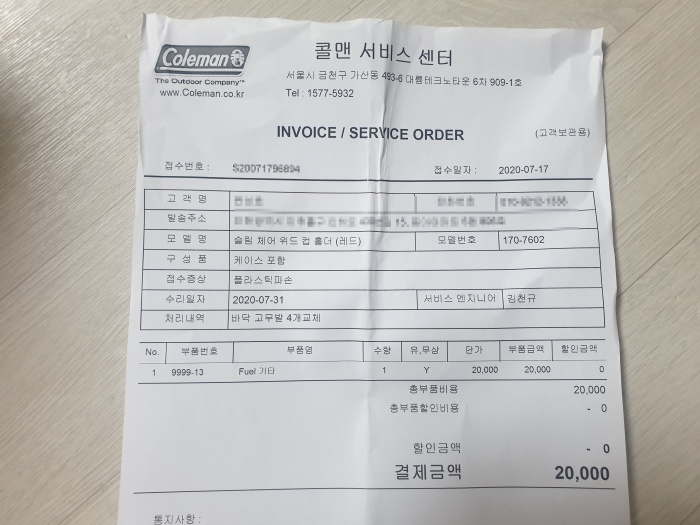 Coleman
The Outdoor Company™
www.Coleman.co.kr
콜맨 서비스 센터
서울시 금천구 가산동 493-6 대륭테크노타운 6차 909-1호
Tel : 1577-5932
INVOICE / SERVICE ORDER
(고객보관용)
접수번호 : 접수일자 : 2020-07-17
고 객 명
발송주소
모 델 명 슬림 체어 위드 컵 홀더 (레드) 모델번호 170-7602
구 성 품 케이스 포함
접수증상 플라스틱파손
수리일자 2020-07-31 서비스 엔지니어 김천규
처리내역 바닥 고무발 4개교체
No. 부품번호 부품명 수량 유,무상 단가 부품금액 할인금액
1 9999-13 Fuel 기타 1 Y 20,000 20,000 0
총부품비용 20,000
총부품할인비용 - 0
할인금액 - 0
결제금액 20,000
통지사항 :